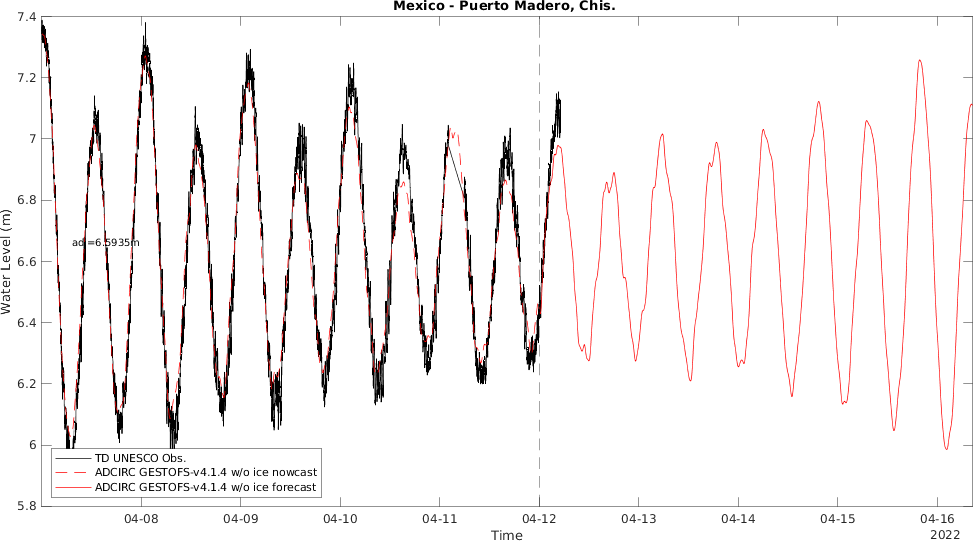 Mexico - Puerto Madero, Chis.
7.4
7.2
7
6.8
6.6
6.4
6.2
6
5.8
Water Level (m)
adj=6.5935m
TD UNESCO Obs.
ADCIRC GESTOFS-v4.1.4 w/o ice nowcast
ADCIRC GESTOFS-v4.1.4 w/o ice forecast
04-08 04-09 04-10 04-11 04-12 04-13 04-14 04-15 04-16
2022
Time